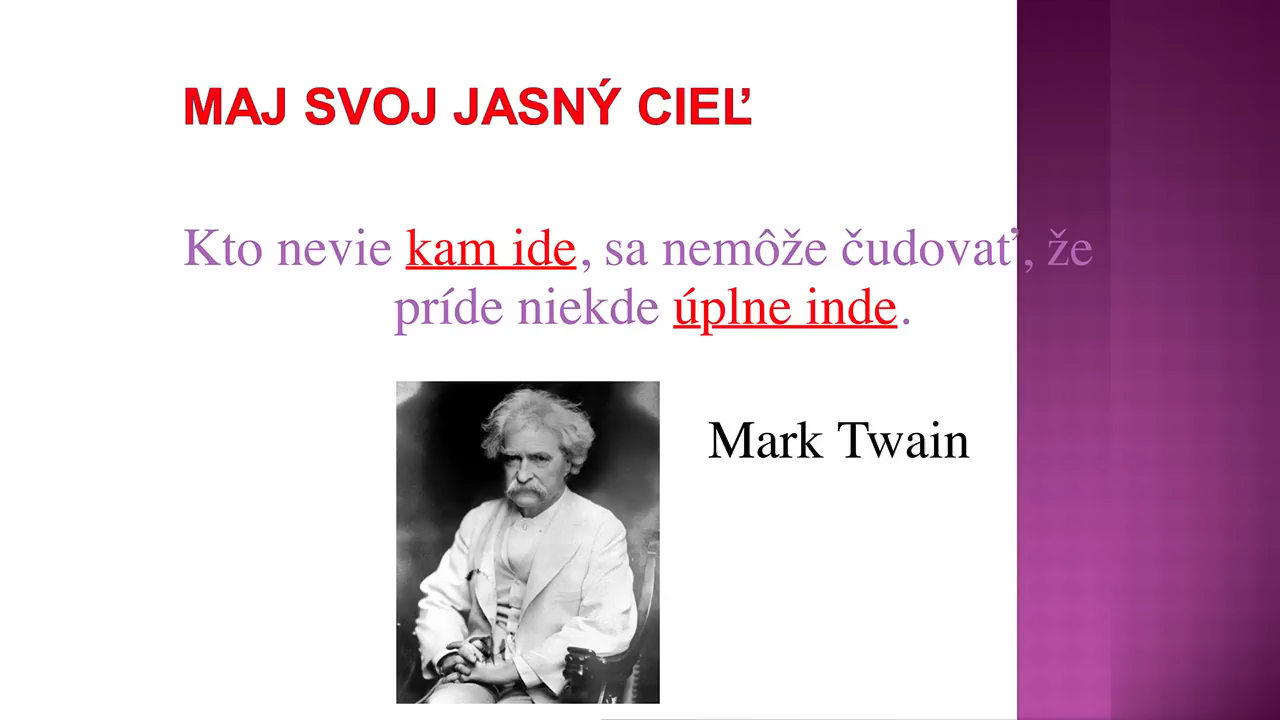 MAJ SVOJ JASNÝ CIEĽ
Kto nevie kam ide, sa nemôže čudovať, že
príde niekde úplne inde.
Mark Twain